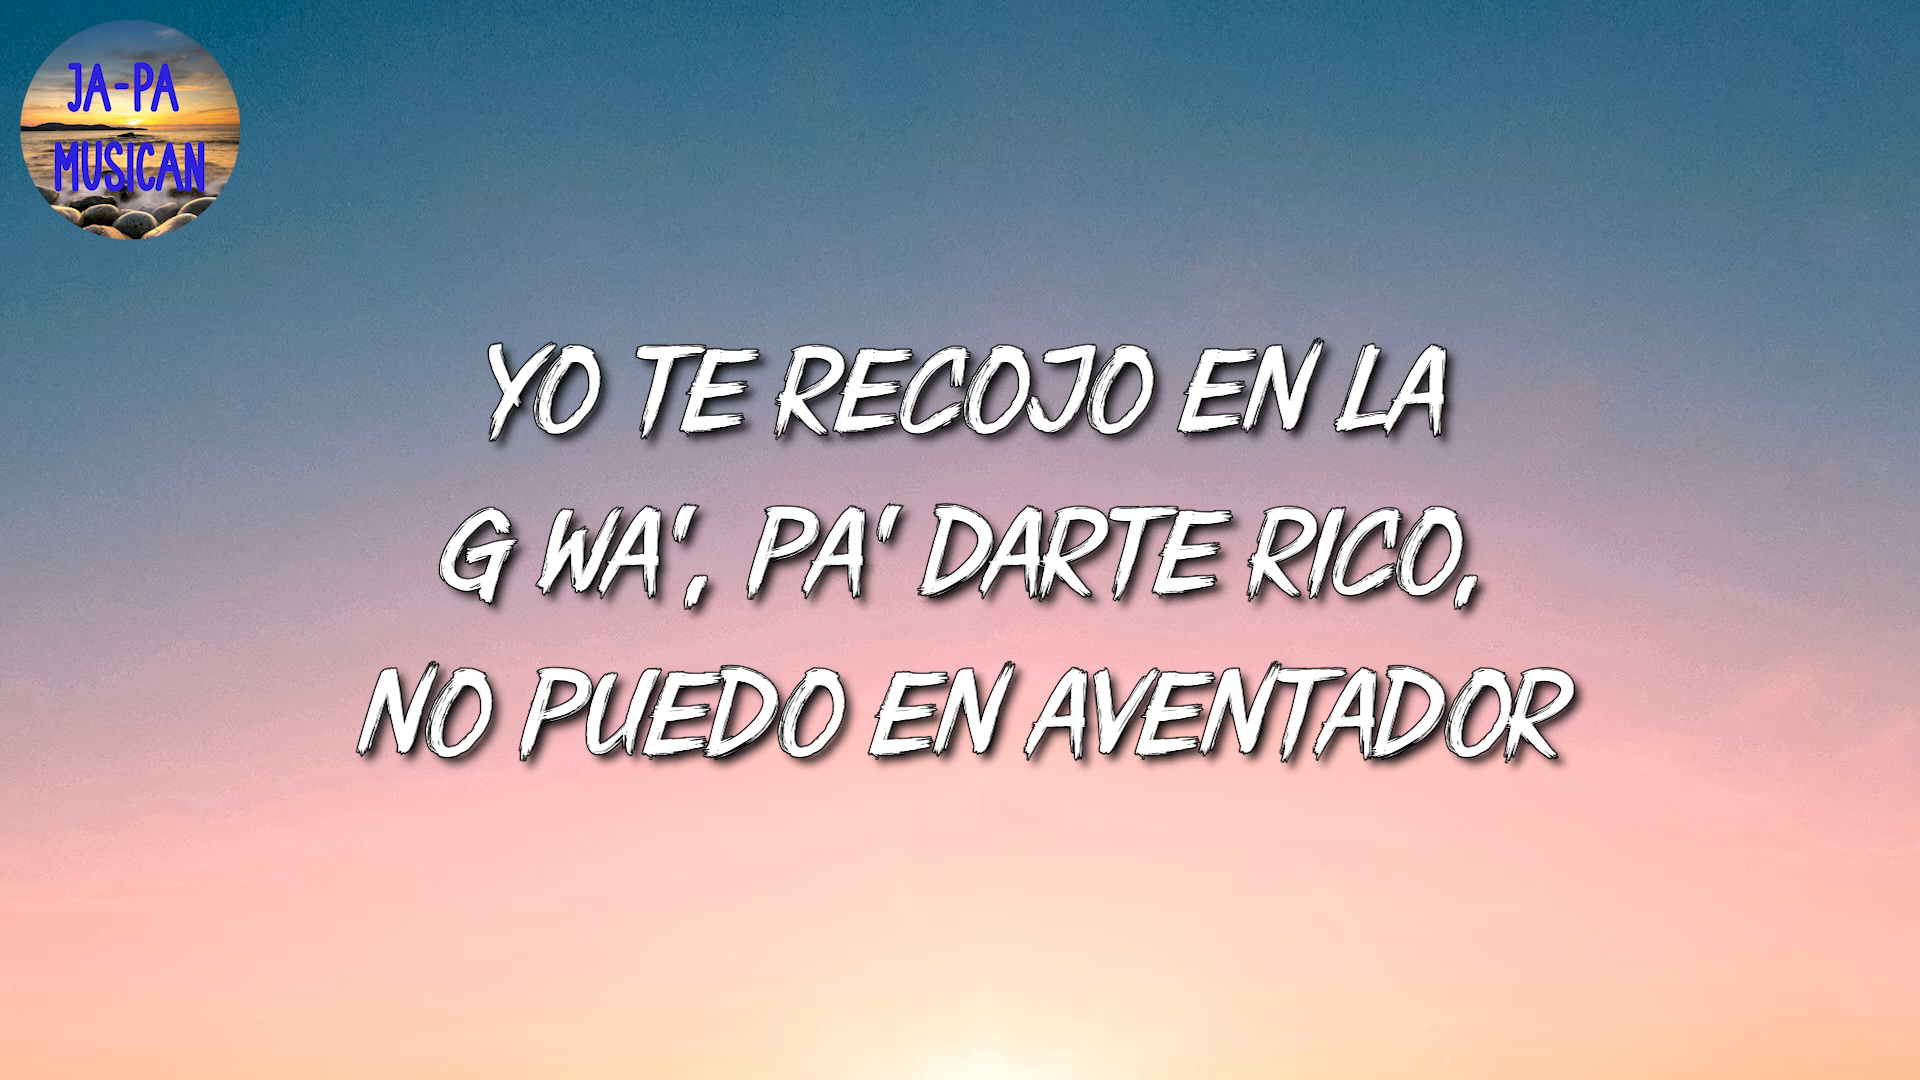 JA-PA
MUSICAN
YO TE RECOJO EN LA
G WA', PA' DARTE RICO,
NO PUEDO EN AVENTADOR